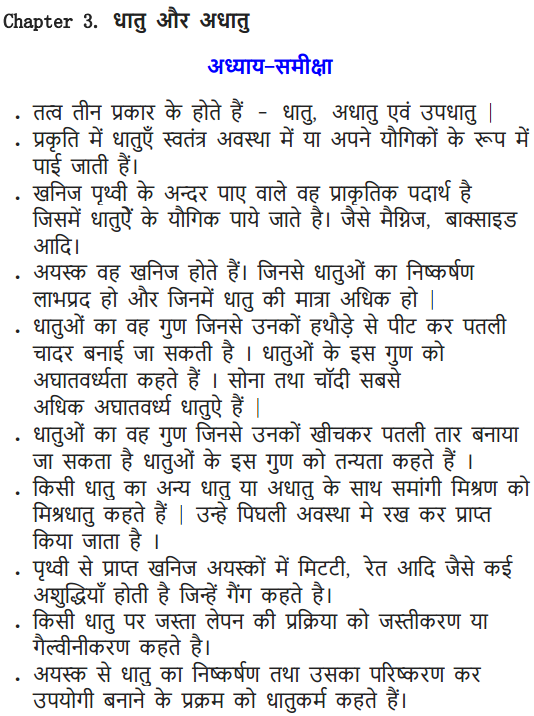 Chapter 3. धातु और अधातु
अध्याय-समीक्षा
• तत्व तीन प्रकार के होते हैं - धातु, अधातु एवं उपधातु |
• प्रकृति में धातुएँ स्वतंत्र अवस्था में या अपने यौगिकों के रूप में
पाई जाती हैं।
• खनिज पृथ्वी के अन्दर पाए वाले वह प्राकृतिक पदार्थ है
जिसमें धातुऐं के यौगिक पाये जाते है। जैसे मैग्निज, बाक्साइड
आदि।
• अयस्क वह खनिज होते हैं। जिनसे धातुओं का निष्कर्षण
लाभप्रद हो और जिनमें धातु की मात्रा अधिक हो |
• धातुओं का वह गुण जिनसे उनकों हथौड़े से पीट कर पतली
चादर बनाई जा सकती है । धातुओं के इस गुण को
अघातवर्ध्यता कहते हैं । सोना तथा चॉदी सबसे
अधिक अघातवर्ध्य धातुऐ हैं |
• धातुओं का वह गुण जिनसे उनकों खीचकर पतली तार बनाया
जा सकता है धातुओं के इस गुण को तन्यता कहते हैं ।
• किसी धातु का अन्य धातु या अधातु के साथ समांगी मिश्रण को
मिश्रधातु कहते हैं | उन्हे पिघली अवस्था मे रख कर प्राप्त
किया जाता है ।
• पृथ्वी से प्राप्त खनिज अयस्कों में मिटटी, रेत आदि जैसे कई
अशुद्धियाँ होती है जिन्हें गैंग कहते है।
• किसी धातु पर जस्ता लेपन की प्रक्रिया को जस्तीकरण या
गैल्वीनीकरण कहते है।
• अयस्क से धातु का निष्कर्षण तथा उसका परिष्करण कर
उपयोगी बनाने के प्रक्रम को धातुकर्म कहते हैं।